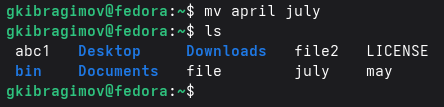 gkibragimov@fedora:~$ mv april july
gkibragimov@fedora:~$ ls
abc1 Desktop Downloads file2 LICENSE
bin Documents file july may
gkibragimov@fedora:~$